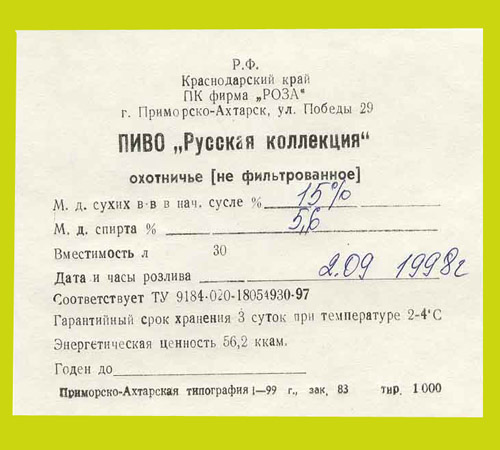 Р.Ф.
Краснодарский край
ПК фирма „РОЗА"
г. Приморско-Ахтарск, ул. Победы 29
ПИВО „Русская коллекция"
охотничье [не фильтрованное]
М. д. сухих в-в в нач. сусле % 15%
М. д. спирта % 5,6
Вместимость л 30
Дата и часы розлива 2.09 1998г
Соответствует ТУ 9184-020-18054930-97
Гарантийный срок хранения 3 суток при температуре 2-4°С
Энергетическая ценность 56,2 ккам.
Годен до
Приморско-Ахтарская типография 1—99 г., зак. 83 тир. 1 000